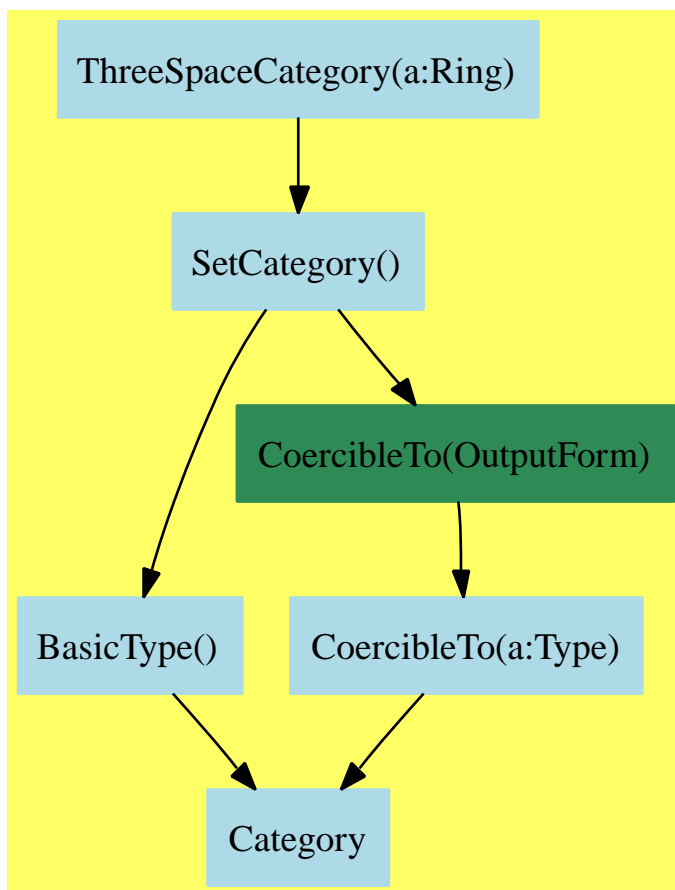 ThreeSpaceCategory(a:Ring)
SetCategory()
CoercibleTo(OutputForm)
BasicType()
CoercibleTo(a:Type)
Category